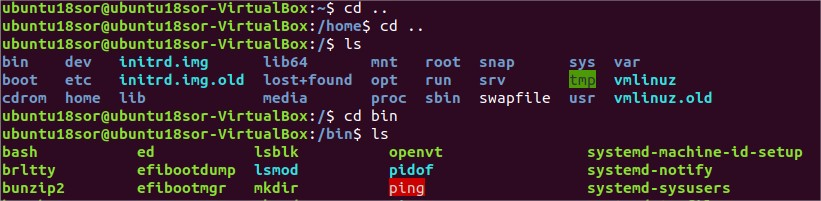 ubuntu18sor@ubuntu18sor-VirtualBox:~$ cd ..
ubuntu18sor@ubuntu18sor-VirtualBox:/home$ cd ..
ubuntu18sor@ubuntu18sor-VirtualBox:/$ ls
bin dev initrd.img lib64 mnt root snap sys var
boot etc initrd.img.old lost+found opt run srv tmp vmlinuz
cdrom home lib media proc sbin swapfile usr vmlinuz.old
ubuntu18sor@ubuntu18sor-VirtualBox:/$ cd bin
ubuntu18sor@ubuntu18sor-VirtualBox:/bin$ ls
bash ed lsblk openvt systemd-machine-id-setup
brltty efibootdump lsmod pidof systemd-notify
bunzip2 efibootmgr mkdir ping systemd-sysusers